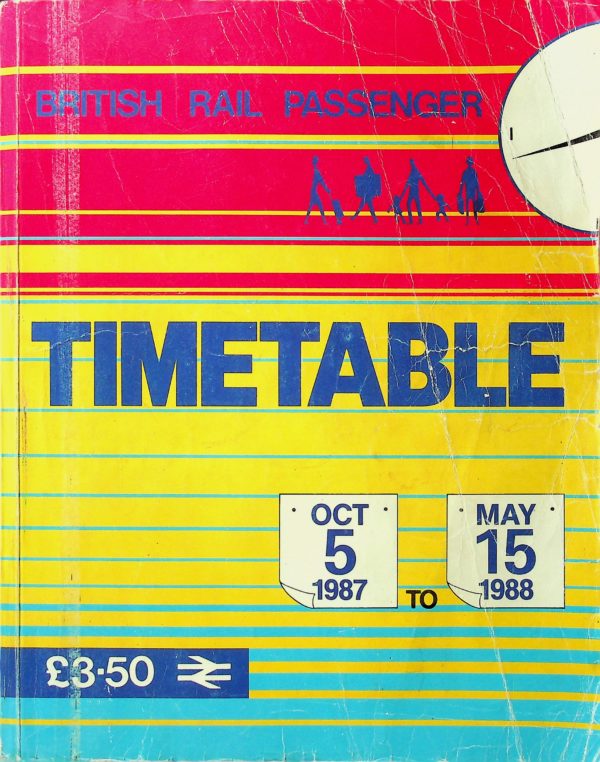 BRITISH RAIL PASSENGER
TIMETABLE
OCT
5
1987
TO
MAY
15
1988
£3·50